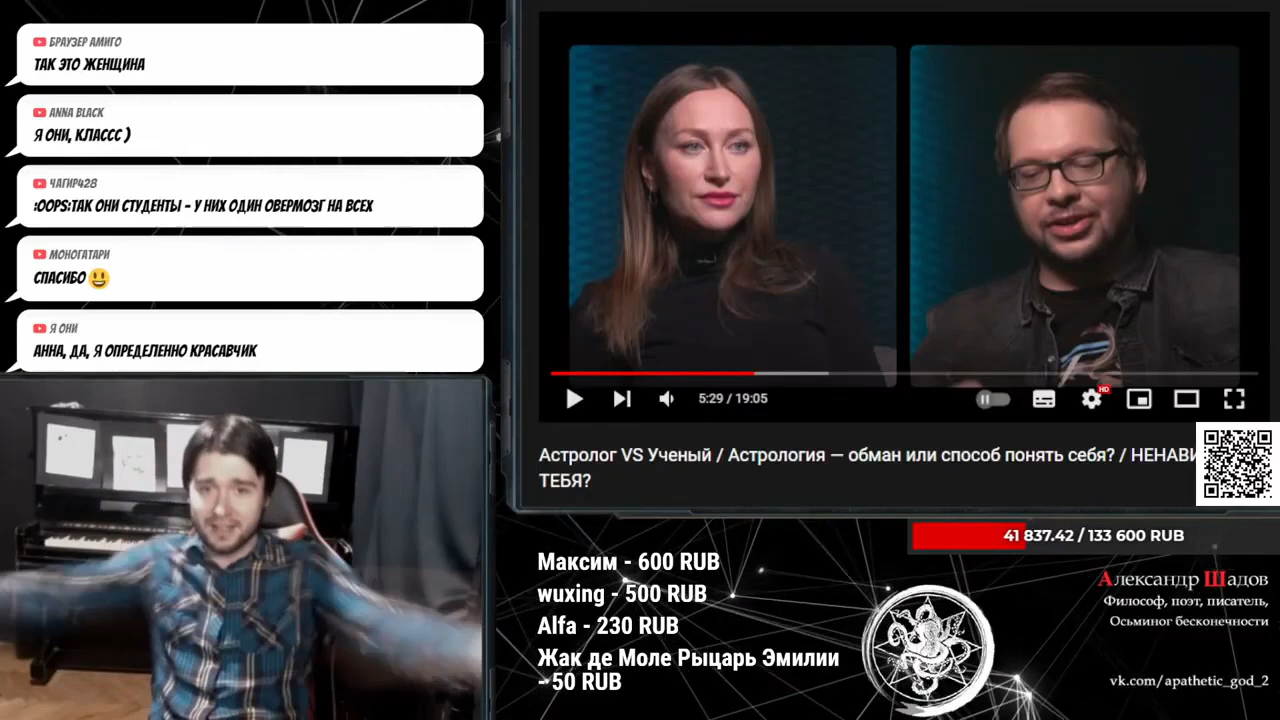 БРАУЗЕР АМИГО
ТАК ЭТО ЖЕНЩИНА
ANNA BLACK
Я ОНИ, КЛАССС )
ЧАГИР428
:OOPS:ТАК ОНИ СТУДЕНТЫ - У НИХ ОДИН ОВЕРМОЗГ НА ВСЕХ
МОНОГАТАРИ
СПАСИБО😃
Я ОНИ
АННА, ДА, Я ОПРЕДЕЛЕННО КРАСАВЧИК
5:29 / 19:05
HD
Астролог VS Ученый / Астрология — обман или способ понять себя? / НЕНАВИ
ТЕБЯ?
41 837.42 / 133 600 RUB
Максим - 600 RUB
wuxing - 500 RUB
Alfa - 230 RUB
Жак де Моле Рыцарь Эмилии
- 50 RUB
Александр Шадов
Философ, поэт, писатель,
Осьминог бесконечности
vk.com/apathetic_god_2